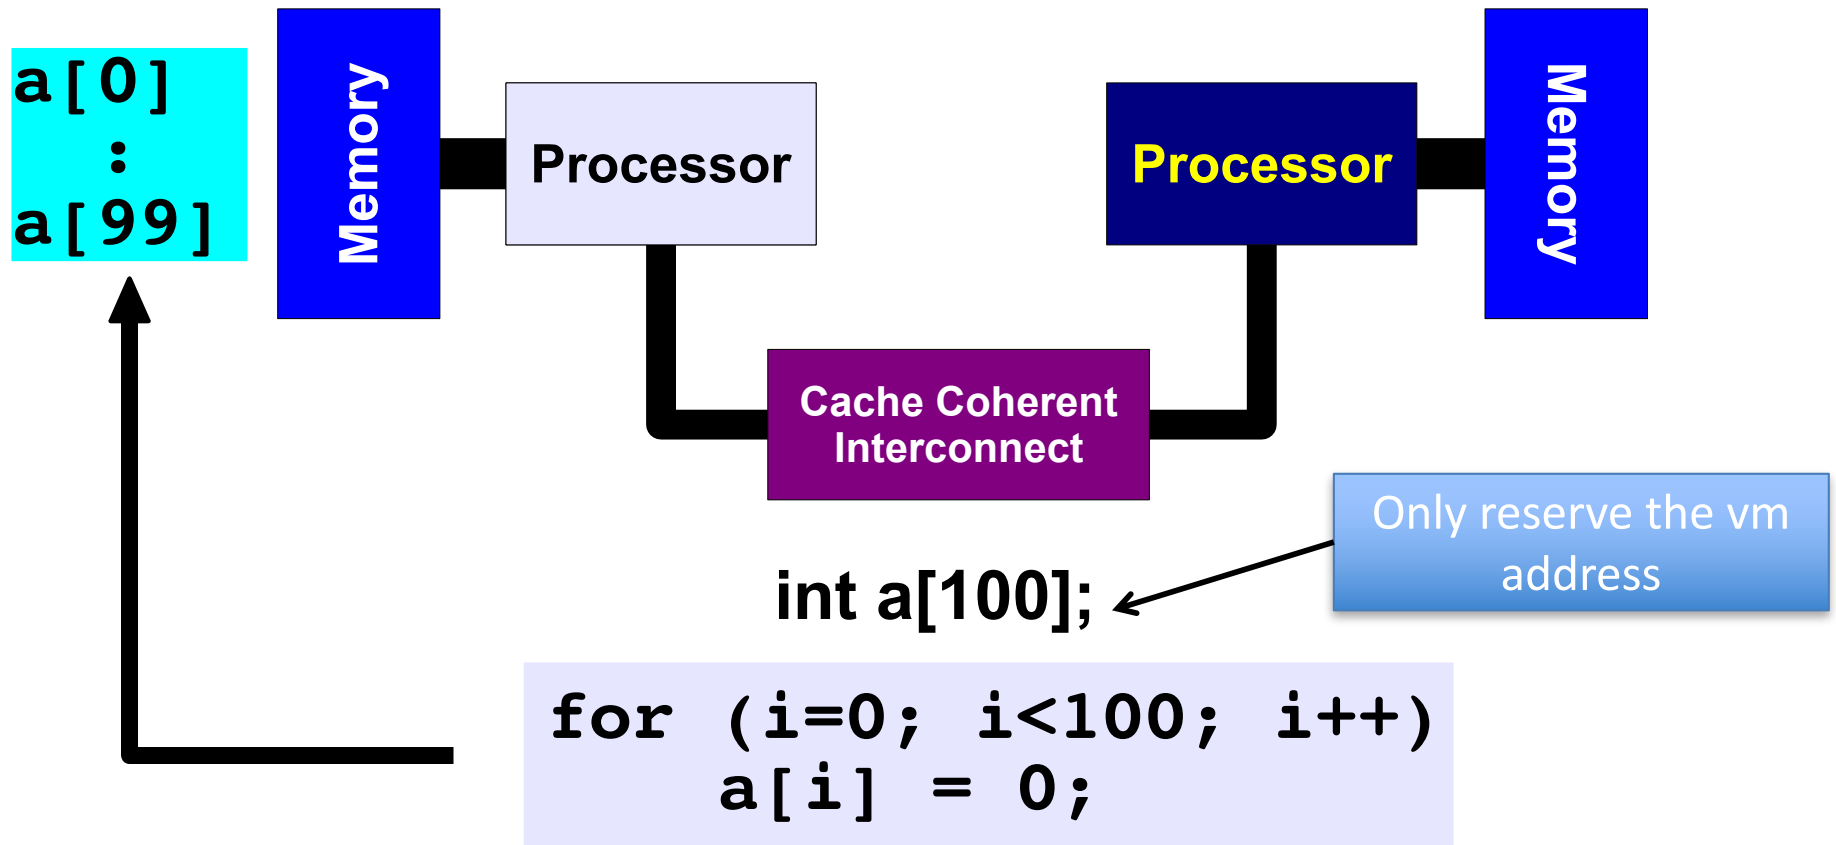 a[0]
:
a[99]
Memory
Processor
Processor
Memory
Cache Coherent
Interconnect
Only reserve the vm
address
int a[100];
for (i=0; i<100; i++)
a[i] = 0;